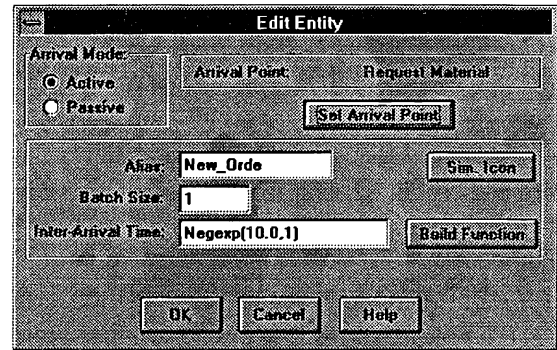 Edit Entity
Arrival Mode:
Active
Passive
Arrival Point: Request Material
Set Arrival Point
Alias: New_Orde
Sim. Icon
Batch Size: 1
Inter-Arrival Time: Negexp(10.0,1)
Build Function
OK Cancel Help